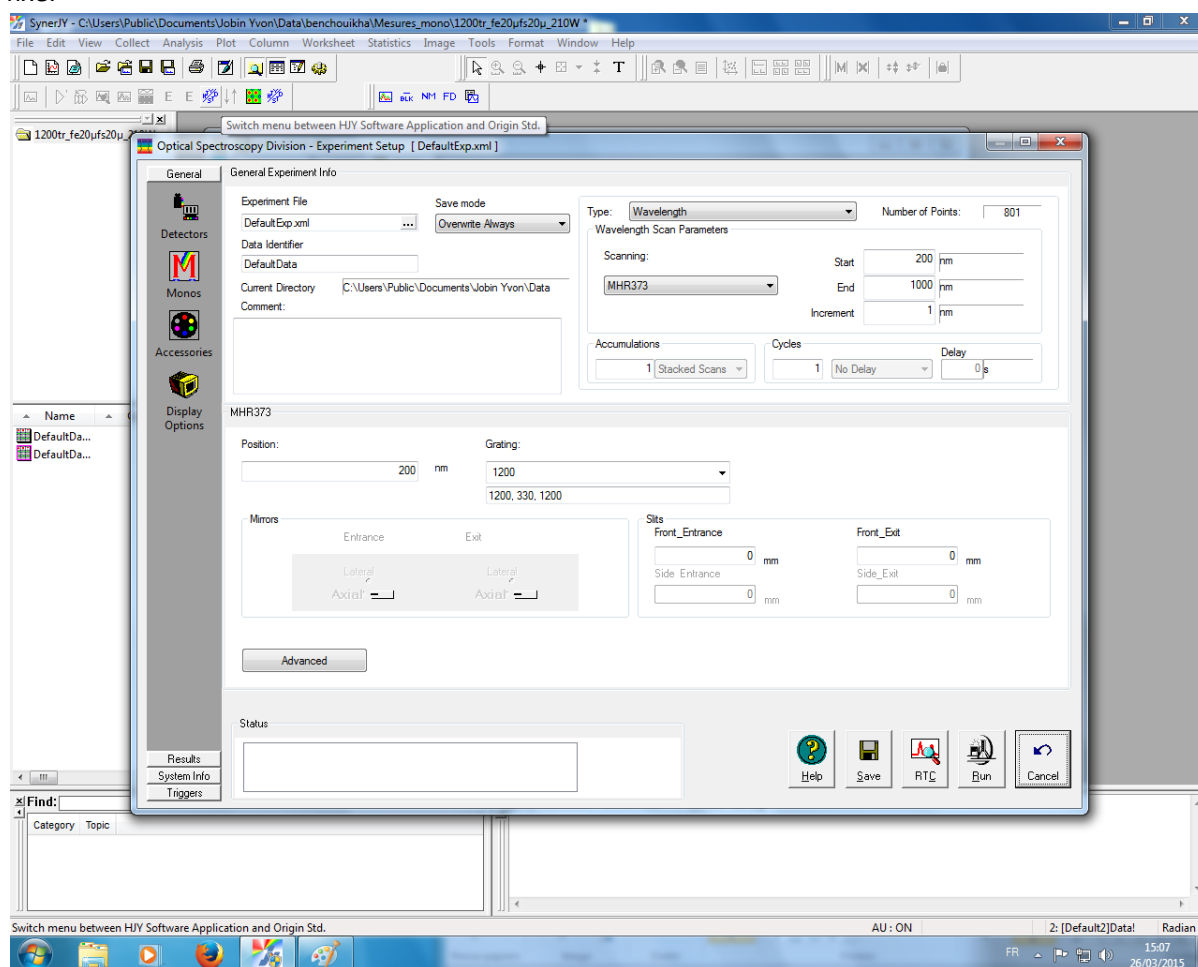 SynerJY - C:\Users\Public\Documents\Jobin Yvon\Data\benchouikha\Mesures_mono\1200tr_fe20µfs20µ_210W *
File Edit View Collect Analysis Plot Column Worksheet Statistics Image Tools Format Window Help
T
E E BLK NM FD
1200tr_fe20µfs20µ_210W
Switch menu between HJY Software Application and Origin Std.
Optical Spectroscopy Division - Experiment Setup [ DefaultExp.xml ]
General
Detectors
Monos
Accessories
Display
Options
Results
System Info
Triggers
General Experiment Info
Experiment File
DefaultExp.xml ...
Save mode
Overwrite Always
Data Identifier
DefaultData
Current Directory C:\Users\Public\Documents\Jobin Yvon\Data
Comment:
Type: Wavelength
Number of Points: 801
Wavelength Scan Parameters
Scanning:
MHR373
Start 200 nm
End 1000 nm
Increment 1 nm
Accumulations
1 Stacked Scans
Cycles
1 No Delay
Delay
0 s
MHR373
Position:
200 nm
Grating:
1200
1200, 330, 1200
Mirrors
Entrance Exit
Lateral Lateral
Axial Axial
Slits
Front_Entrance Front_Exit
0 mm 0 mm
Side Entrance Side_Exit
0 mm 0 mm
Advanced
Status
Help Save RTC Run Cancel
Name
DefaultDa...
DefaultDa...
Find:
Category Topic
Switch menu between HJY Software Application and Origin Std.
AU : ON
2: [Default2]Data! Radian
FR
15:07
26/03/2015